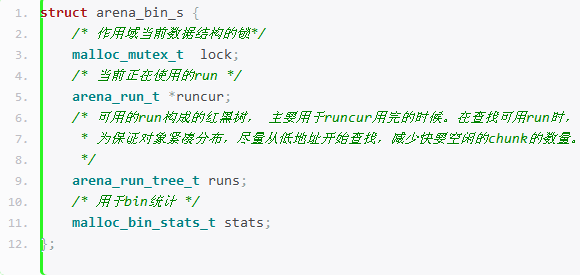 1. struct arena_bin_s {
2. /* 作用域当前数据结构的锁*/
3. malloc_mutex_t  lock;
4. /* 当前正在使用的run */
5. arena_run_t *runcur;
6. /* 可用的run构成的红黑树， 主要用于runcur用完的时候。在查找可用run时，
7. * 为保证对象紧凑分布，尽量从低地址开始查找，减少快要空闲的chunk的数量。
8. */
9. arena_run_tree_t runs;
10. /* 用于bin统计 */
11. malloc_bin_stats_t stats;
12. };